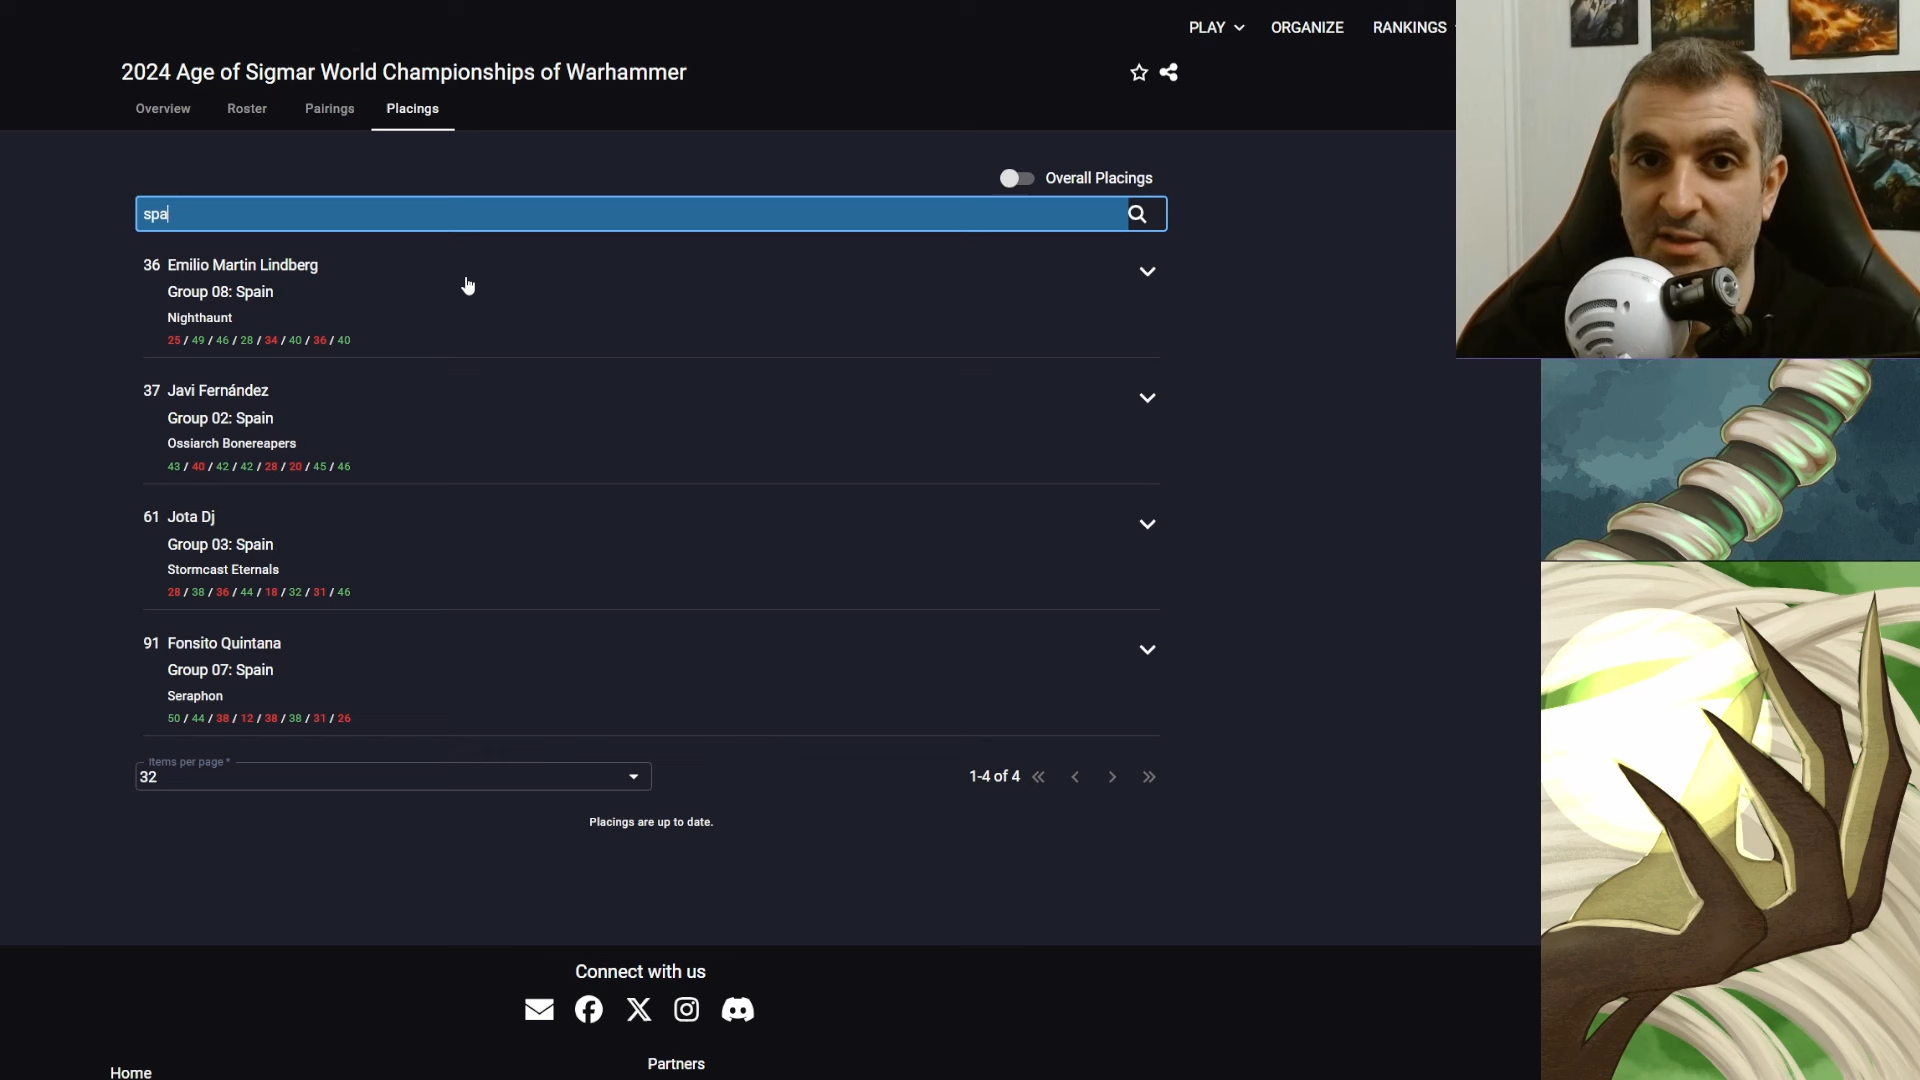 PLAY ORGANIZE RANKINGS
2024 Age of Sigmar World Championships of Warhammer
Overview Roster Pairings Placings
Overall Placings
spa
36 Emilio Martin Lindberg
Group 08: Spain
Nighthaunt
25 / 49 / 46 / 28 / 34 / 40 / 36 / 40
37 Javi Fernández
Group 02: Spain
Ossiarch Bonereapers
43 / 40 / 42 / 42 / 28 / 20 / 45 / 46
61 Jota Dj
Group 03: Spain
Stormcast Eternals
28 / 38 / 36 / 44 / 18 / 32 / 31 / 46
91 Fonsito Quintana
Group 07: Spain
Seraphon
50 / 44 / 38 / 12 / 38 / 38 / 31 / 26
Items per page *
32
1-4 of 4
Placings are up to date.
Connect with us
Partners
Home